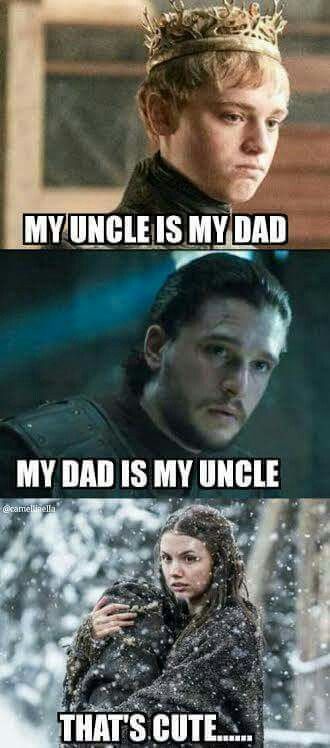 MY UNCLE IS MY DAD
MY DAD IS MY UNCLE
@camelliaella
THAT'S CUTE......